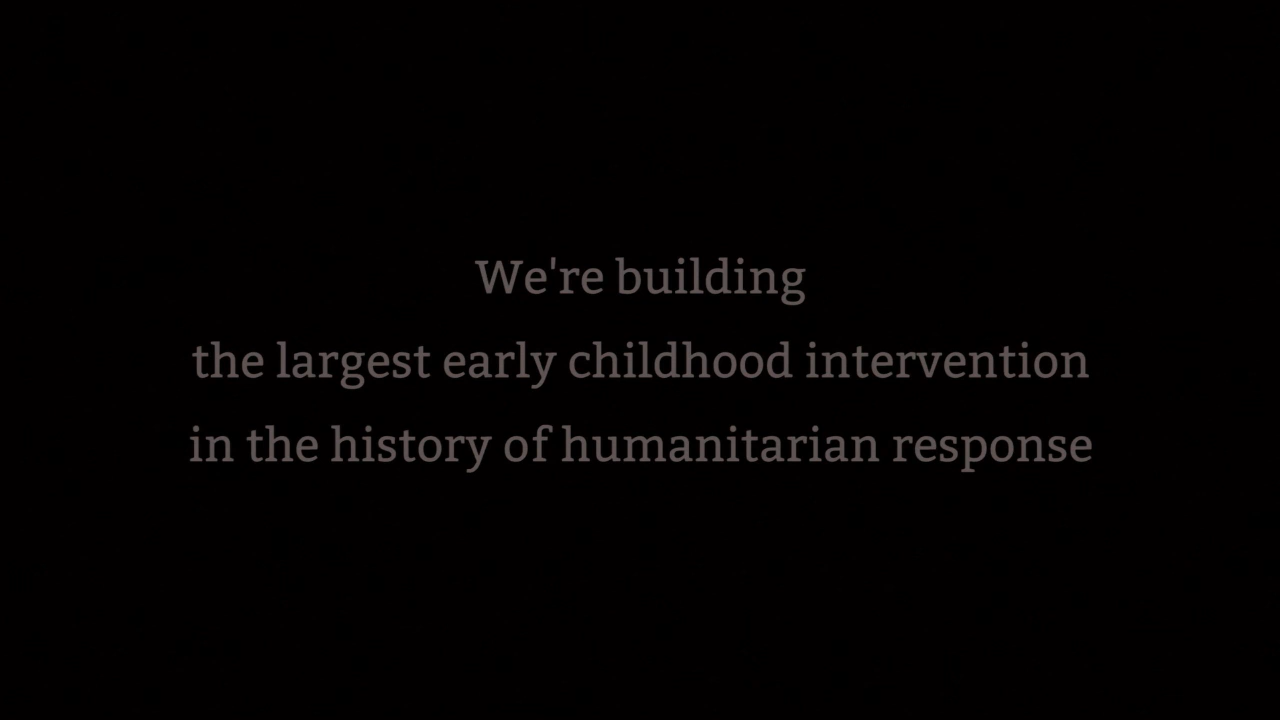 We're building
the largest early childhood intervention
in the history of humanitarian response